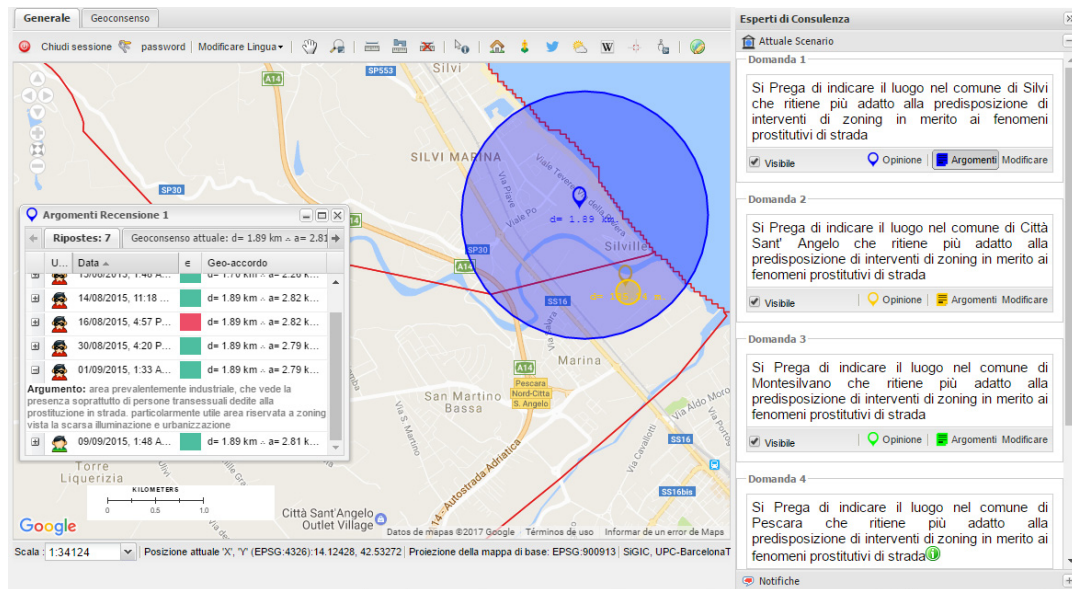 Generale Geoconsenso
Chiudi sessione password Modificare Lingua
SP553
Silvi
A14
SILVI MARINA
Viale Tevere
della Riviera
Via Piave
SP30
d= 1.89 km
Viale Po
SP30
Silville
A14
SS16
Marina
A14
Pescara
Nord-Citta
S. Angelo
San Martino
Bassa
Via S. Martino
Via Aldo Moro
SS16
Via Cavallotti
14 - Autostrada Adriatica
SS16bis
Torre
Liquerizia
Città Sant'Angelo
Outlet Village
KILOMETERS
0 0.5 1.0
Google
Datos de mapas ©2017 Google Términos de uso Informar de un error de Maps
Argomenti Recensione 1
Ripostes: 7 Geoconsenso attuale: d= 1.89 km ∴ a= 2.81
U... Data є Geo-accordo
14/08/2015, 11:18 ... d= 1.89 km ∴ a= 2.82 k...
16/08/2015, 4:57 P... d= 1.89 km ∴ a= 2.82 k...
30/08/2015, 4:20 P... d= 1.89 km ∴ a= 2.79 k...
01/09/2015, 1:33 A... d= 1.89 km ∴ a= 2.79 k...
Argumento: area prevalentemente industriale, che vede la
presenza soprattutto di persone transessuali dedite alla
prostituzione in strada. particolarmente utile area riservata a zoning
vista la scarsa illuminazione e urbanizzazione
09/09/2015, 1:48 A... d= 1.89 km ∴ a= 2.81 k...
Scala : 1:34124 Posizione attuale 'X', 'Y' (EPSG:4326):14.12428, 42.53272 Proiezione della mappa di base: EPSG:900913 SiGIC, UPC-BarcelonaT
Esperti di Consulenza
Attuale Scenario
Domanda 1
Si Prega di indicare il luogo nel comune di Silvi
che ritiene più adatto alla predisposizione di
interventi di zoning in merito ai fenomeni
prostitutivi di strada
Visibile Opinione | Argomenti Modificare
Domanda 2
Si Prega di indicare il luogo nel comune di Città
Sant' Angelo che ritiene più adatto alla
predisposizione di interventi di zoning in merito ai
fenomeni prostitutivi di strada
Visibile Opinione | Argomenti Modificare
Domanda 3
Si Prega di indicare il luogo nel comune di
Montesilvano che ritiene più adatto alla
predisposizione di interventi di zoning in merito ai
fenomeni prostitutivi di strada
Visibile Opinione | Argomenti Modificare
Domanda 4
Si Prega di indicare il luogo nel comune di
Pescara che ritiene più adatto alla
predisposizione di interventi di zoning in merito ai
fenomeni prostitutivi di strada
Notifiche